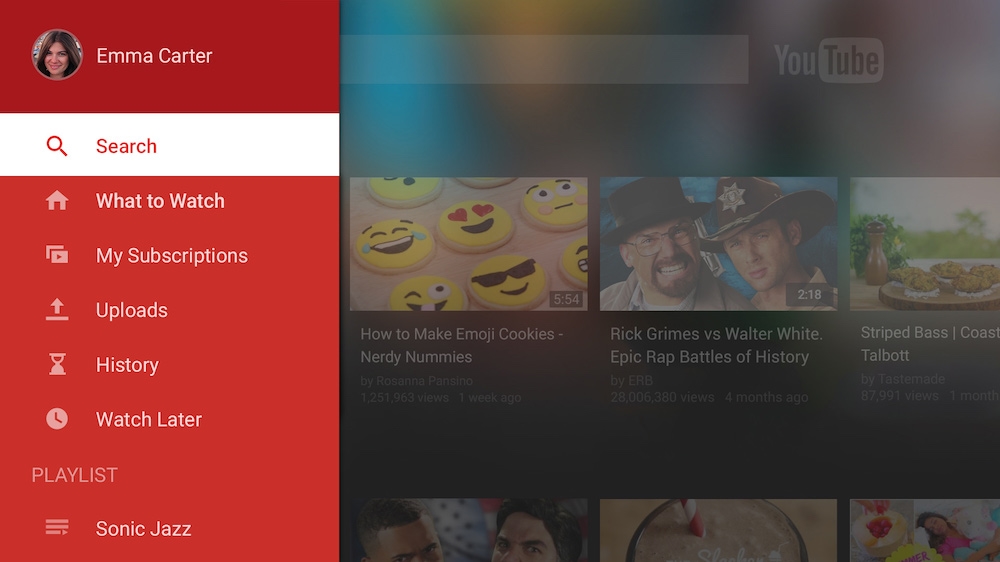 Emma Carter
Search
What to Watch
My Subscriptions
Uploads
History
Watch Later
PLAYLIST
Sonic Jazz
YouTube
5:54
How to Make Emoji Cookies -
Nerdy Nummies
by Rosanna Pansino
1,251,963 views 1 week ago
2:18
Rick Grimes vs Walter White.
Epic Rap Battles of History
by ERB
28,006,380 views 4 months ago
Striped Bass | Coast
Talbott
by Tastemade
87,991 views 1 month